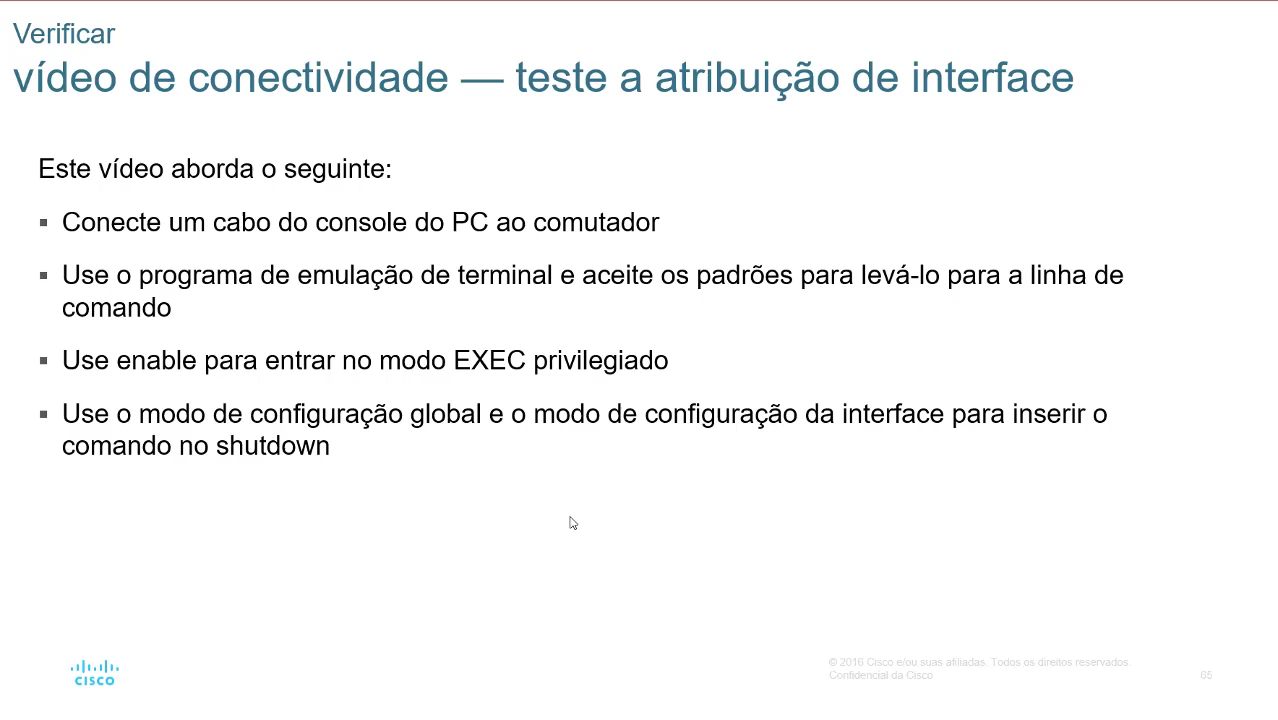 Verificar
vídeo de conectividade — teste a atribuição de interface
Este vídeo aborda o seguinte:
▪ Conecte um cabo do console do PC ao comutador
▪ Use o programa de emulação de terminal e aceite os padrões para levá-lo para a linha de
comando
▪ Use enable para entrar no modo EXEC privilegiado
▪ Use o modo de configuração global e o modo de configuração da interface para inserir o
comando no shutdown
CISCO
© 2016 Cisco e/ou suas afiliadas. Todos os direitos reservados.
Confidencial da Cisco
65